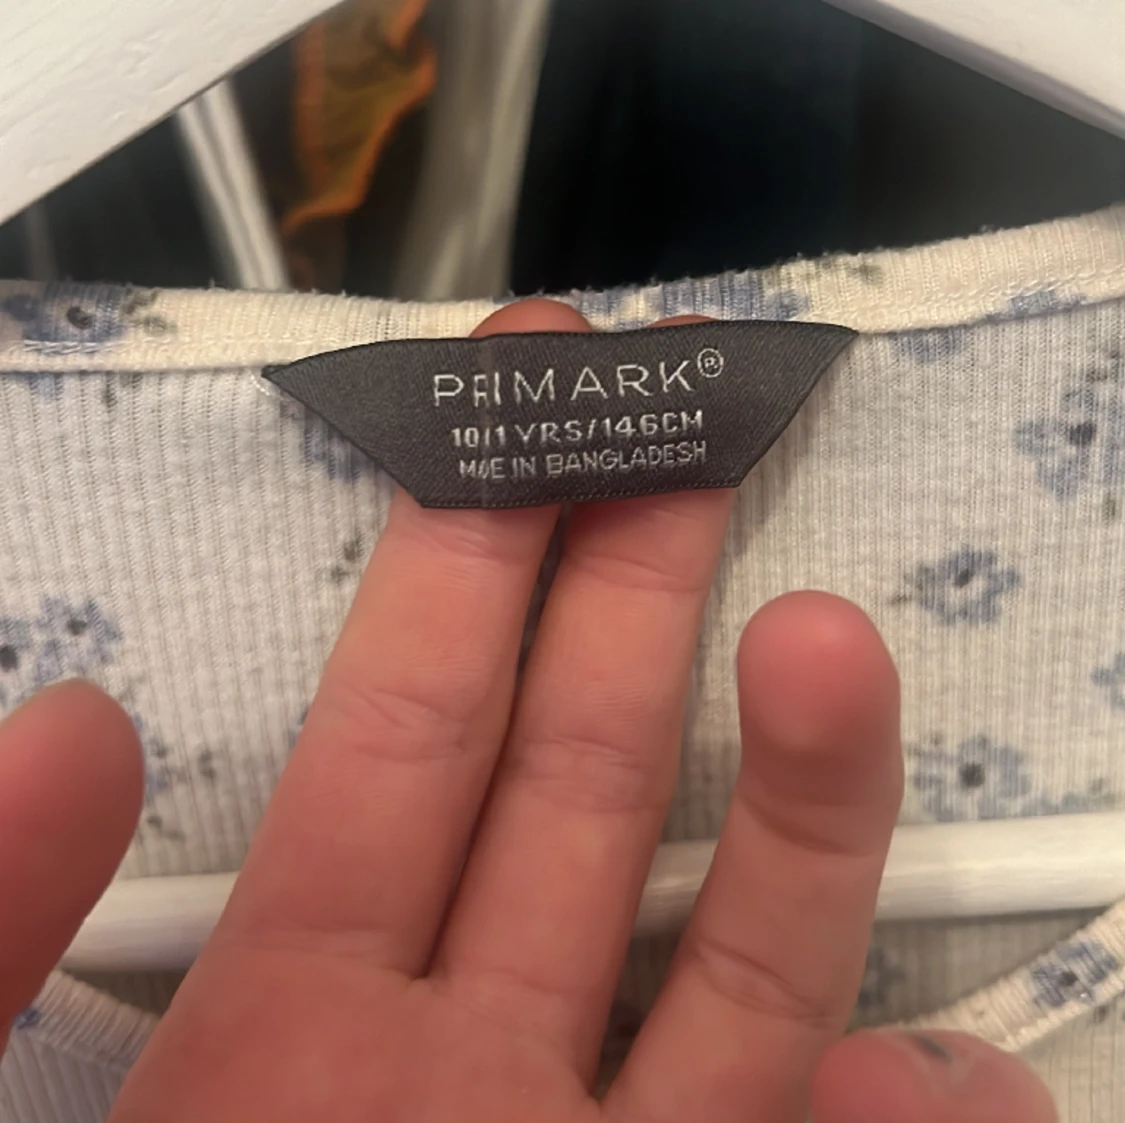 PRIMARK®
10/11 YRS/146CM
MADE IN BANGLADESH